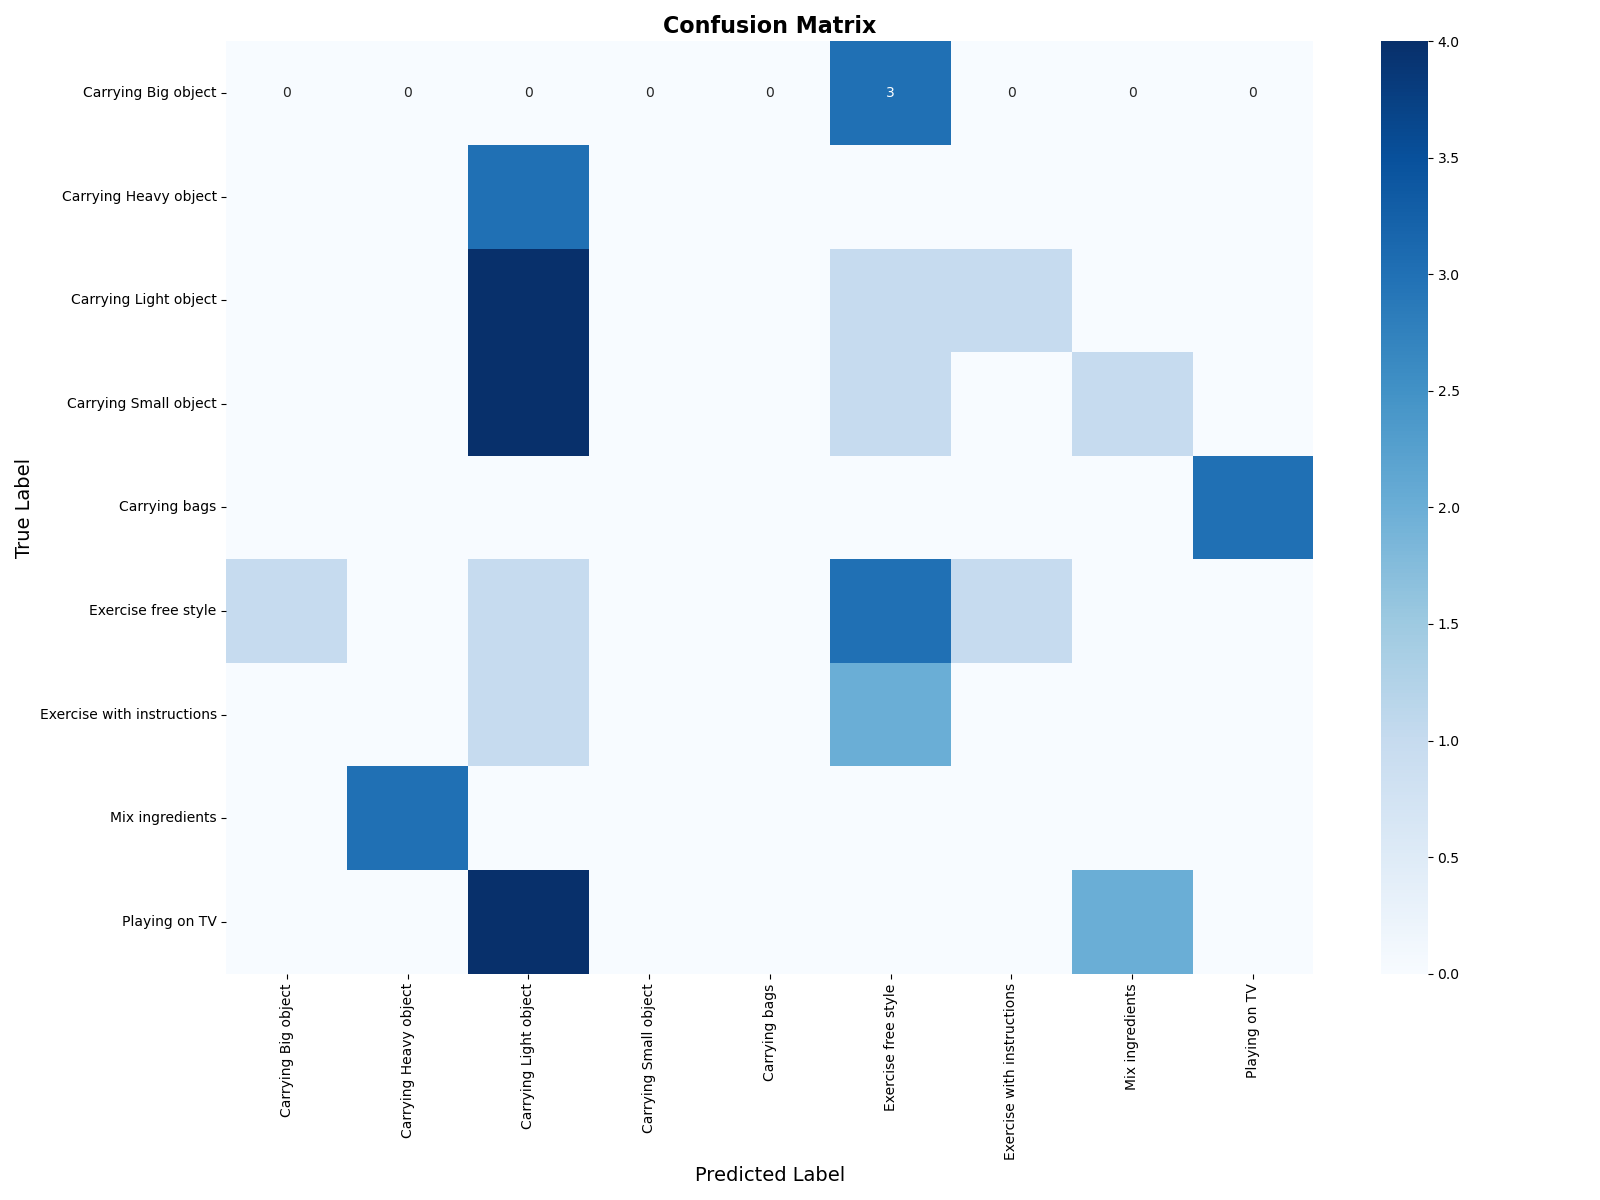 Confusion Matrix
Carrying Big object
0 0 0 0 0 3 0 0 0
Carrying Heavy object
Carrying Light object
Carrying Small object
Carrying bags
Exercise free style
Exercise with instructions
Mix ingredients
Playing on TV
True Label
Carrying Big object
Carrying Heavy object
Carrying Light object
Carrying Small object
Carrying bags
Exercise free style
Exercise with instructions
Mix ingredients
Playing on TV
Predicted Label
4.0
3.5
3.0
2.5
2.0
1.5
1.0
0.5
0.0